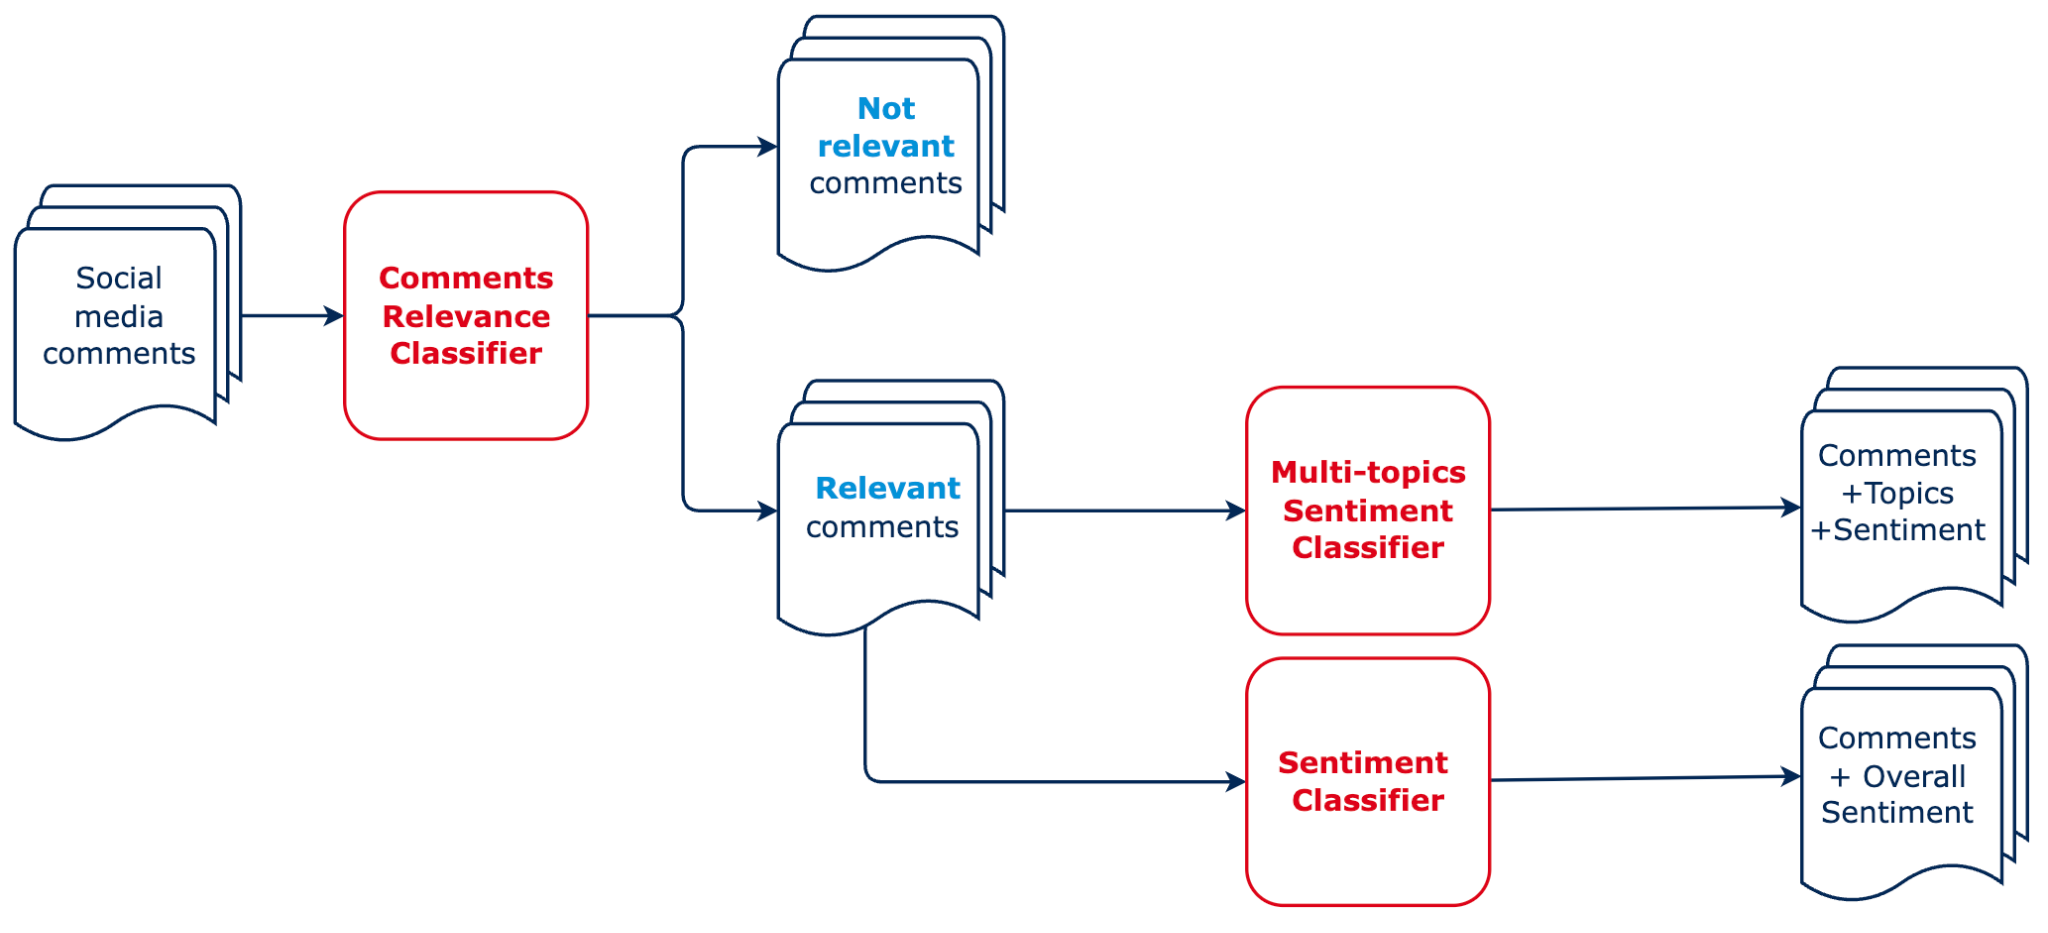 Social
media
comments
Comments
Relevance
Classifier
Not
relevant
comments
Relevant
comments
Multi-topics
Sentiment
Classifier
Comments
+Topics
+Sentiment
Sentiment
Classifier
Comments
+ Overall
Sentiment